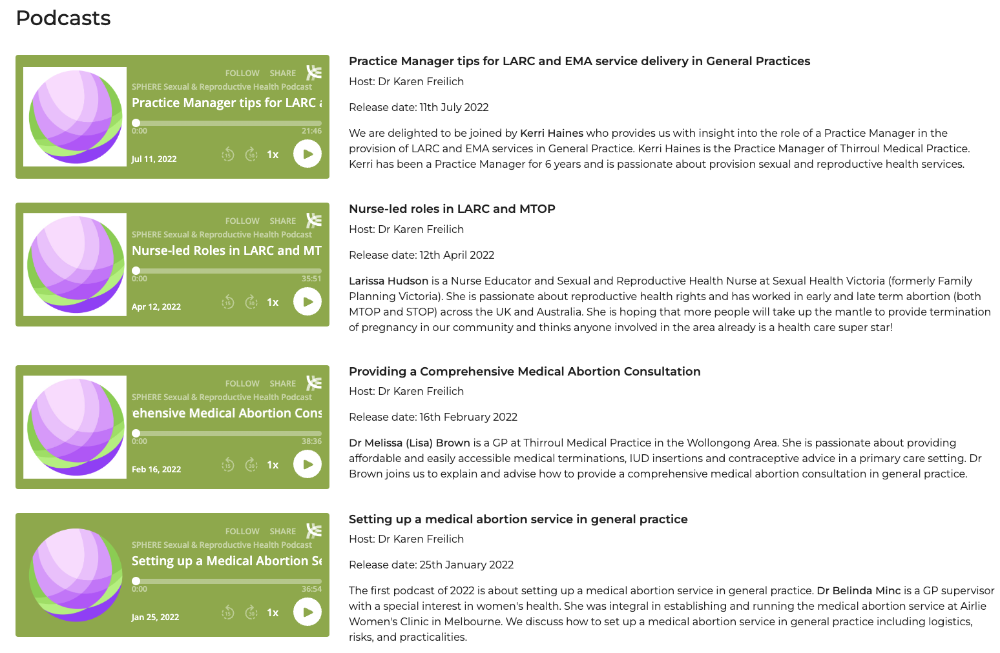 Podcasts
FOLLOW SHARE
SPHERE Sexual & Reproductive Health Podcast
Practice Manager tips for LARC a
0:00 21:46
Jul 11, 2022 15 30 1x
Practice Manager tips for LARC and EMA service delivery in General Practices
Host: Dr Karen Freilich
Release date: 11th July 2022
We are delighted to be joined by Kerri Haines who provides us with insight into the role of a Practice Manager in the
provision of LARC and EMA services in General Practice. Kerri Haines is the Practice Manager of Thirroul Medical Practice.
Kerri has been a Practice Manager for 6 years and is passionate about provision sexual and reproductive health services.
FOLLOW SHARE
SPHERE Sexual & Reproductive Health Podcast
Nurse-led Roles in LARC and MT
0:00 35:51
Apr 12, 2022 15 30 1x
Nurse-led roles in LARC and MTOP
Host: Dr Karen Freilich
Release date: 12th April 2022
Larissa Hudson is a Nurse Educator and Sexual and Reproductive Health Nurse at Sexual Health Victoria (formerly Family
Planning Victoria). She is passionate about reproductive health rights and has worked in early and late term abortion (both
MTOP and STOP) across the UK and Australia. She is hoping that more people will take up the mantle to provide termination
of pregnancy in our community and thinks anyone involved in the area already is a health care super star!
FOLLOW SHARE
SPHERE Sexual & Reproductive Health Podcast
ehensive Medical Abortion Cons
0:00 38:36
Feb 16, 2022 15 30 1x
Providing a Comprehensive Medical Abortion Consultation
Host: Dr Karen Freilich
Release date: 16th February 2022
Dr Melissa (Lisa) Brown is a GP at Thirroul Medical Practice in the Wollongong Area. She is passionate about providing
affordable and easily accessible medical terminations, IUD insertions and contraceptive advice in a primary care setting. Dr
Brown joins us to explain and advise how to provide a comprehensive medical abortion consultation in general practice.
FOLLOW SHARE
SPHERE Sexual & Reproductive Health Podcast
Setting up a Medical Abortion Se
0:00 36:54
Jan 25, 2022 15 30 1x
Setting up a medical abortion service in general practice
Host: Dr Karen Freilich
Release date: 25th January 2022
The first podcast of 2022 is about setting up a medical abortion service in general practice. Dr Belinda Minc is a GP supervisor
with a special interest in women's health. She was integral in establishing and running the medical abortion service at Airlie
Women's Clinic in Melbourne. We discuss how to set up a medical abortion service in general practice including logistics,
risks, and practicalities.